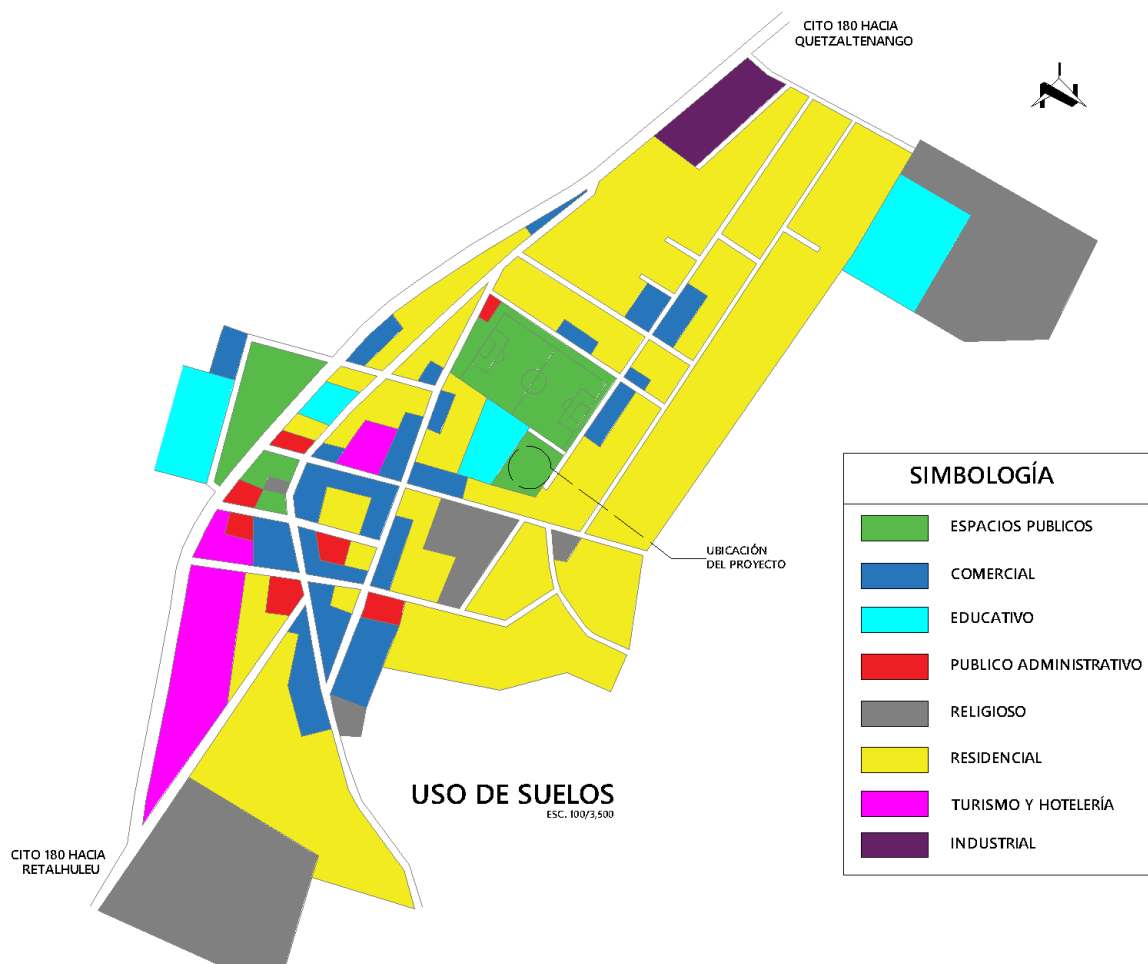 CITO 180 HACIA
QUETZALTENANGO
SIMBOLOGÍA
ESPACIOS PUBLICOS
COMERCIAL
EDUCATIVO
PUBLICO ADMINISTRATIVO
RELIGIOSO
RESIDENCIAL
TURISMO Y HOTELERÍA
INDUSTRIAL
UBICACIÓN
DEL PROYECTO
USO DE SUELOS
ESC. 100/3,500
CITO 180 HACIA
RETALHULEU